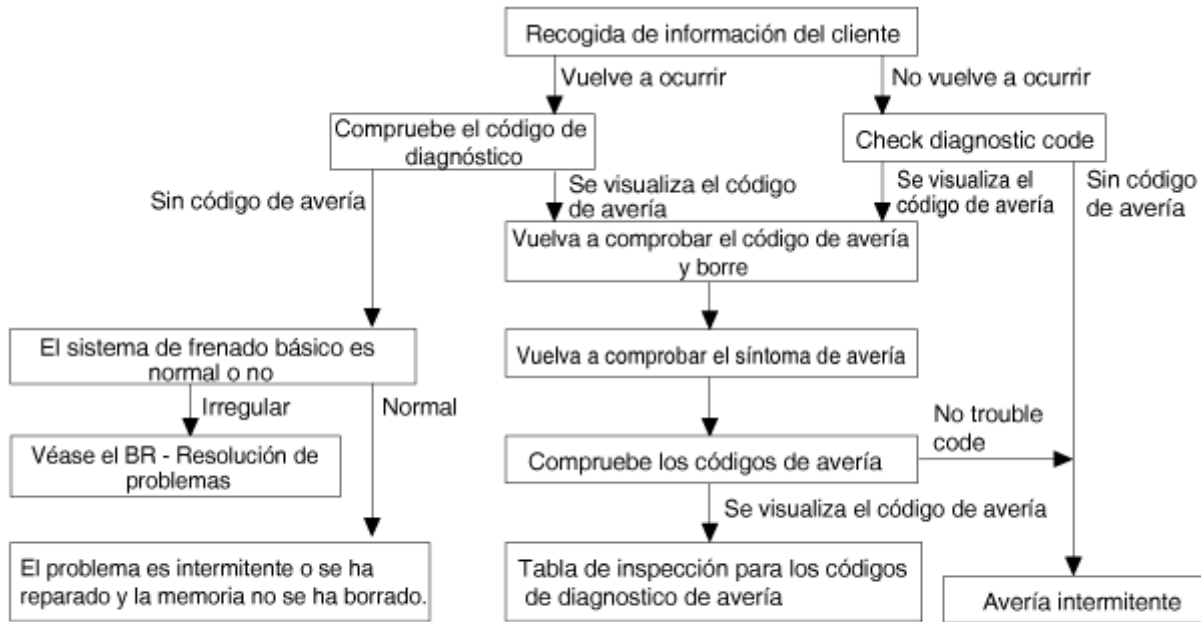 Recogida de información del cliente
Vuelve a ocurrir
No vuelve a ocurrir
Compruebe el código de
diagnóstico
Check diagnostic code
Sin código de avería
Se visualiza el código
de avería
Se visualiza el
código de avería
Sin código
de avería
Vuelva a comprobar el código de avería
y borre
El sistema de frenado básico es
normal o no
Vuelva a comprobar el síntoma de avería
Irregular
Normal
No trouble
code
Véase el BR - Resolución de
problemas
Compruebe los códigos de avería
Se visualiza el código de avería
El problema es intermitente o se ha
reparado y la memoria no se ha borrado.
Tabla de inspección para los códigos
de diagnostico de avería
Avería intermitente